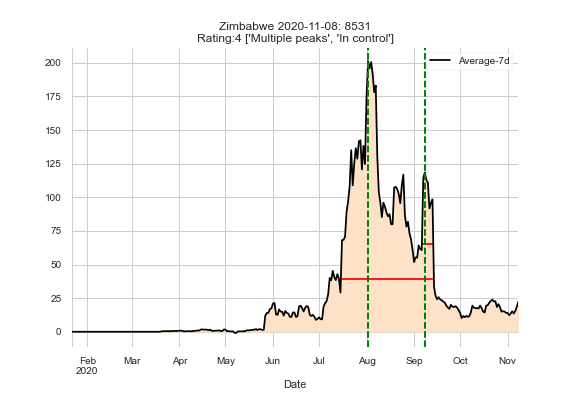 Zimbabwe 2020-11-08: 8531
Rating:4 ['Multiple peaks', 'In control']
Average-7d
200
175
150
125
100
75
50
25
0
Feb Mar Apr May Jun Jul Aug Sep Oct Nov
2020
Date